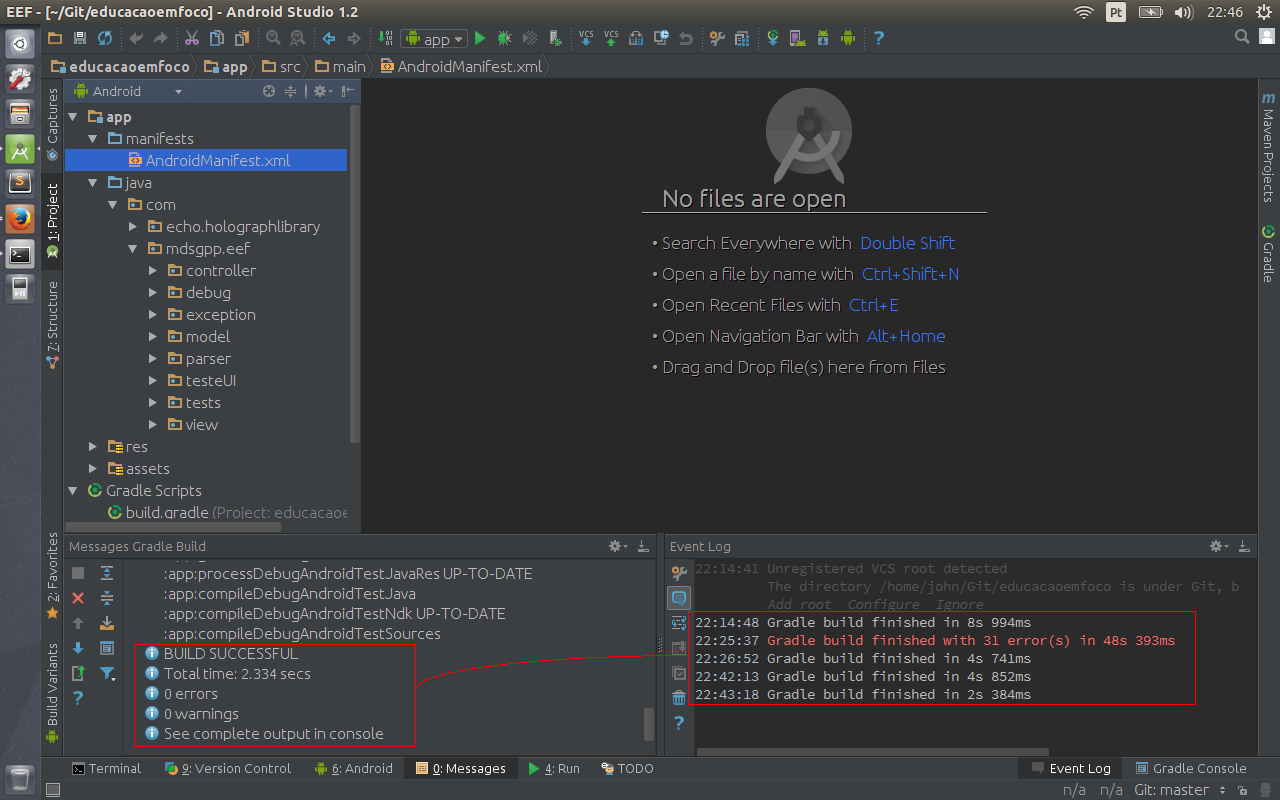 EEF - [~/Git/educacaoemfoco] - Android Studio 1.2
Pt
22:46
app
educacaoemfoco
app
src
main
AndroidManifest.xml
Captures
1: Project
7: Structure
2: Favorites
Build Variants
Android
app
manifests
AndroidManifest.xml
java
com
echo.holographlibrary
mdsgpp.eef
controller
debug
exception
model
parser
testeUI
tests
view
res
assets
Gradle Scripts
build.gradle (Project: educacaoe
No files are open
• Search Everywhere with Double Shift
• Open a file by name with Ctrl+Shift+N
• Open Recent Files with Ctrl+E
• Open Navigation Bar with Alt+Home
• Drag and Drop file(s) here from Files
m Maven Projects
Gradle
Messages Gradle Build
:app:processDebugAndroidTestJavaRes UP-TO-DATE
:app:compileDebugAndroidTestJava
:app:compileDebugAndroidTestNdk UP-TO-DATE
:app:compileDebugAndroidTestSources
BUILD SUCCESSFUL
Total time: 2.334 secs
0 errors
0 warnings
See complete output in console
Event Log
22:14:41 Unregistered VCS root detected
The directory /home/john/Git/educacaoemfoco is under Git, b
Add root Configure Ignore
22:14:48 Gradle build finished in 8s 994ms
22:25:37 Gradle build finished with 31 error(s) in 48s 393ms
22:26:52 Gradle build finished in 4s 741ms
22:42:13 Gradle build finished in 4s 852ms
22:43:18 Gradle build finished in 2s 384ms
Terminal
9: Version Control
6: Android
0: Messages
4: Run
TODO
Event Log
Gradle Console
n/a n/a Git: master